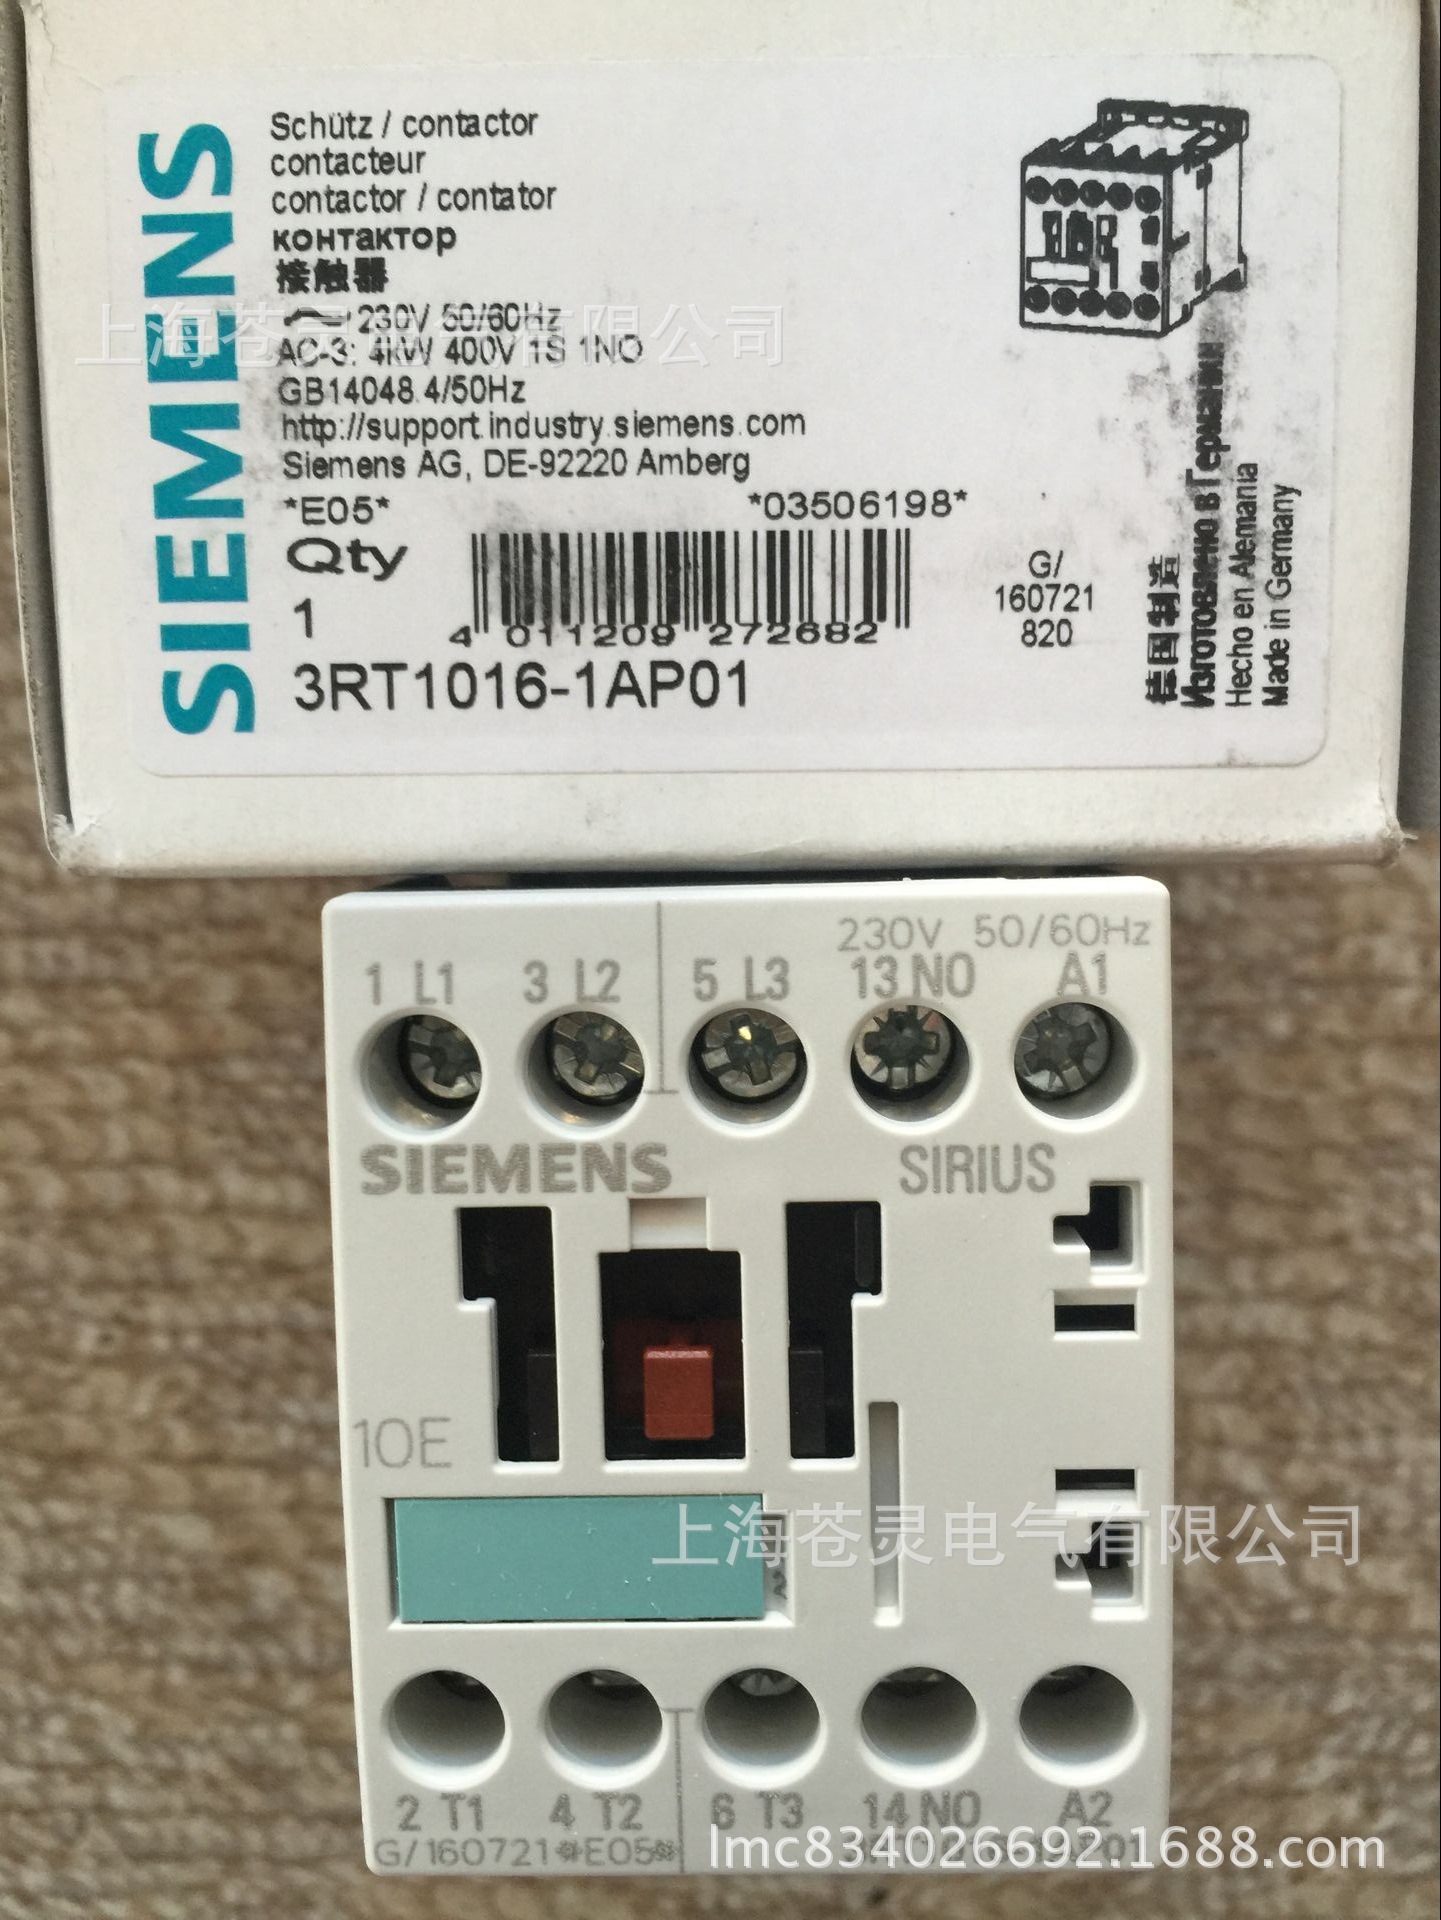 SIEMENS
Schütz / contactor
contacteur
contactor / contator
контактор
接触器
230V 50/60Hz
AC-3: 4kW 400V 1S 1NO
GB14048.4/50Hz
http://support.industry.siemens.com
Siemens AG, DE-92220 Amberg
*E05* *03506198*
Qty
1
4 011209 272682
3RT1016-1AP01
G/
160721
820
德国制造
Изготовлено в Германии
Hecho en Alemania
Made in Germany
上海苍灵电气有限公司
230V 50/60Hz
1 L1 3 L2 5 L3 13 NO A1
SIEMENS SIRIUS
10E
上海苍灵电气有限公司
2 T1 4 T2 6 T3 14 NO A2
G/160721*E05*
lmc834026692.1688.com